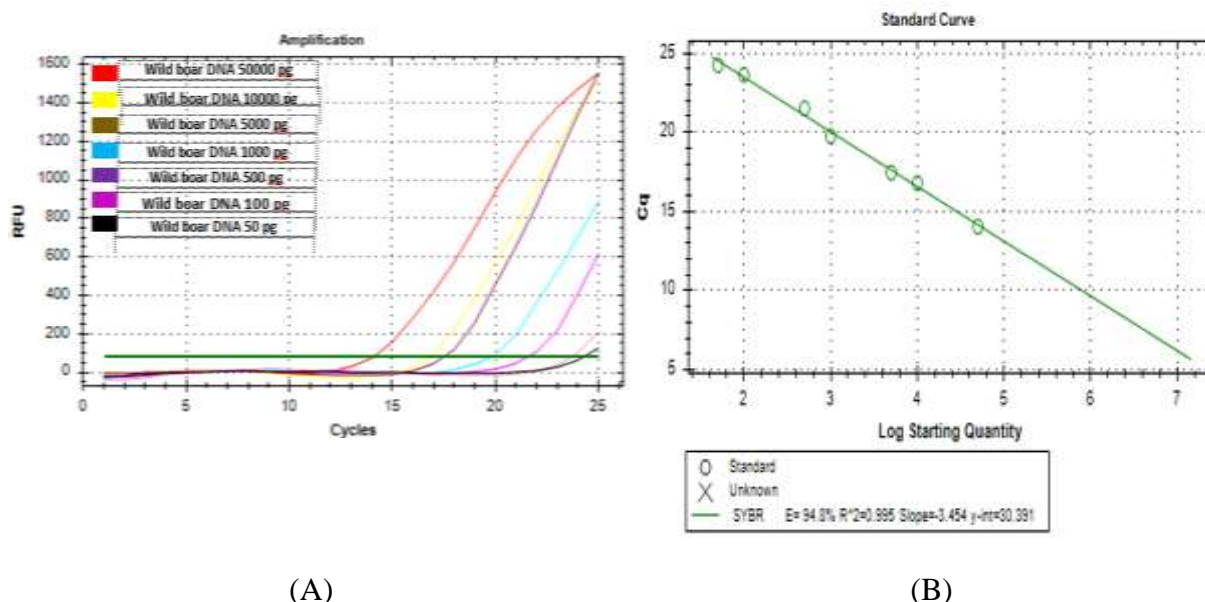 Amplification
1600
1400
1200
1000
800
600
400
200
0
RFU
Wild boar DNA 50000 pg
Wild boar DNA 10000 pg
Wild boar DNA 5000 pg
Wild boar DNA 1000 pg
Wild boar DNA 500 pg
Wild boar DNA 100 pg
Wild boar DNA 50 pg
0 5 10 15 20 25
Cycles
(A)
Standard Curve
25
20
15
10
5
Cq
2 3 4 5 6 7
Log Starting Quantity
Standard
Unknown
SYBR E= 94.8% R^2=0.995 Slope=-3.454 y-int=30.391
(B)